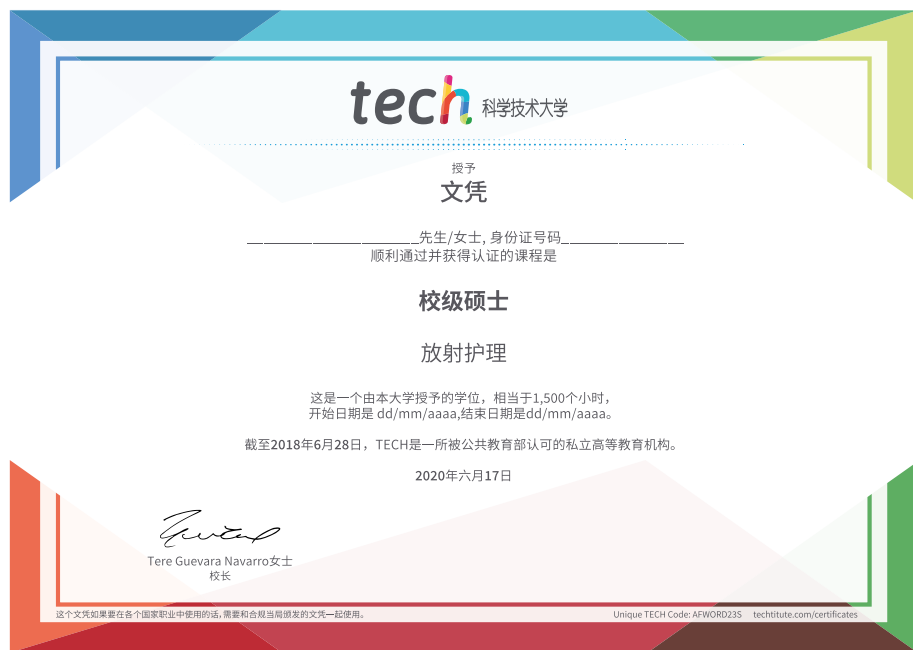 tech 科学技术大学
授予
文凭
______________________先生/女士, 身份证号码________________
顺利通过并获得认证的课程是
校级硕士
放射护理
这是一个由本大学授予的学位，相当于1,500个小时，
开始日期是 dd/mm/aaaa,结束日期是dd/mm/aaaa。
截至2018年6月28日，TECH是一所被公共教育部认可的私立高等教育机构。
2020年六月17日
Tere Guevara Navarro女士
校长
这个文凭如果要在各个国家职业中使用的话,需要和合规当局颁发的文凭一起使用。
Unique TECH Code: AFWORD23S techtitute.com/certificates